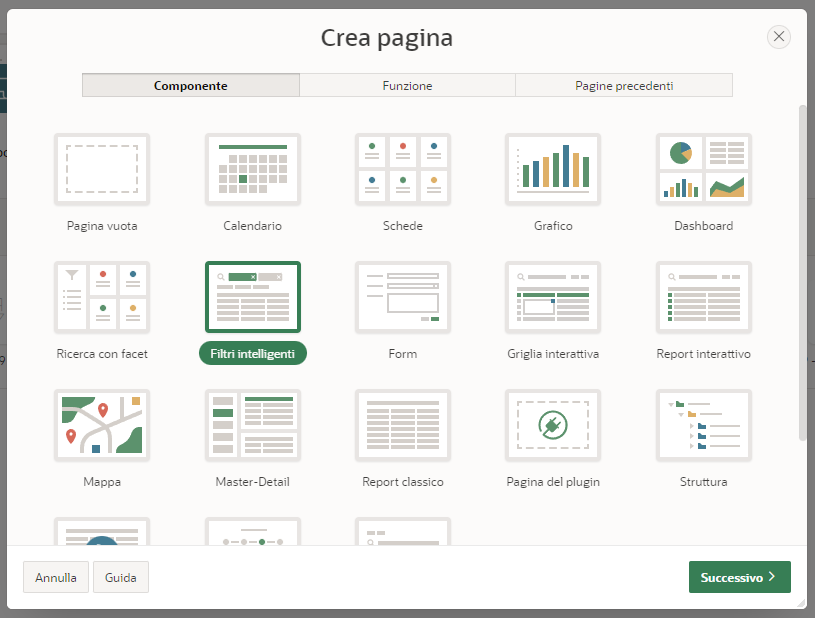 Crea pagina
Componente
Funzione
Pagine precedenti
Pagina vuota
Calendario
Schede
Grafico
Dashboard
Ricerca con facet
Filtri intelligenti
Form
Griglia interattiva
Report interattivo
Mappa
Master-Detail
Report classico
Pagina del plugin
Struttura
Annulla
Guida
Successivo